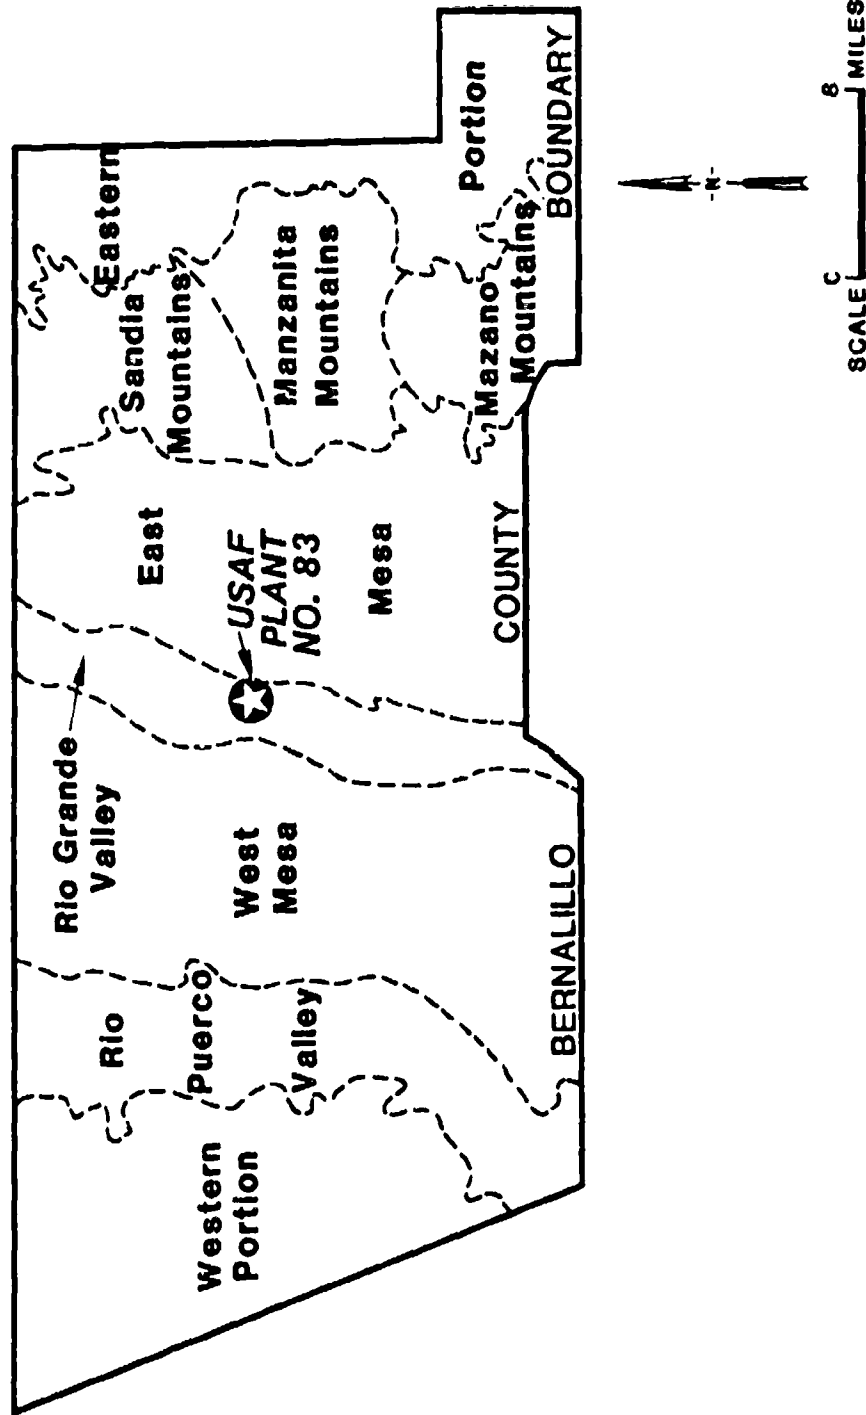 Western
Portion
Rio
Puerco
Valley
Rio Grande
Valley
West
Mesa
East
Mesa
USAF
PLANT
NO. 83
Sandia
Mountains
Manzanita
Mountains
Mazano
Mountains
Eastern
Portion
BERNALILLO
COUNTY
BOUNDARY
-N-
C 8
SCALE MILES